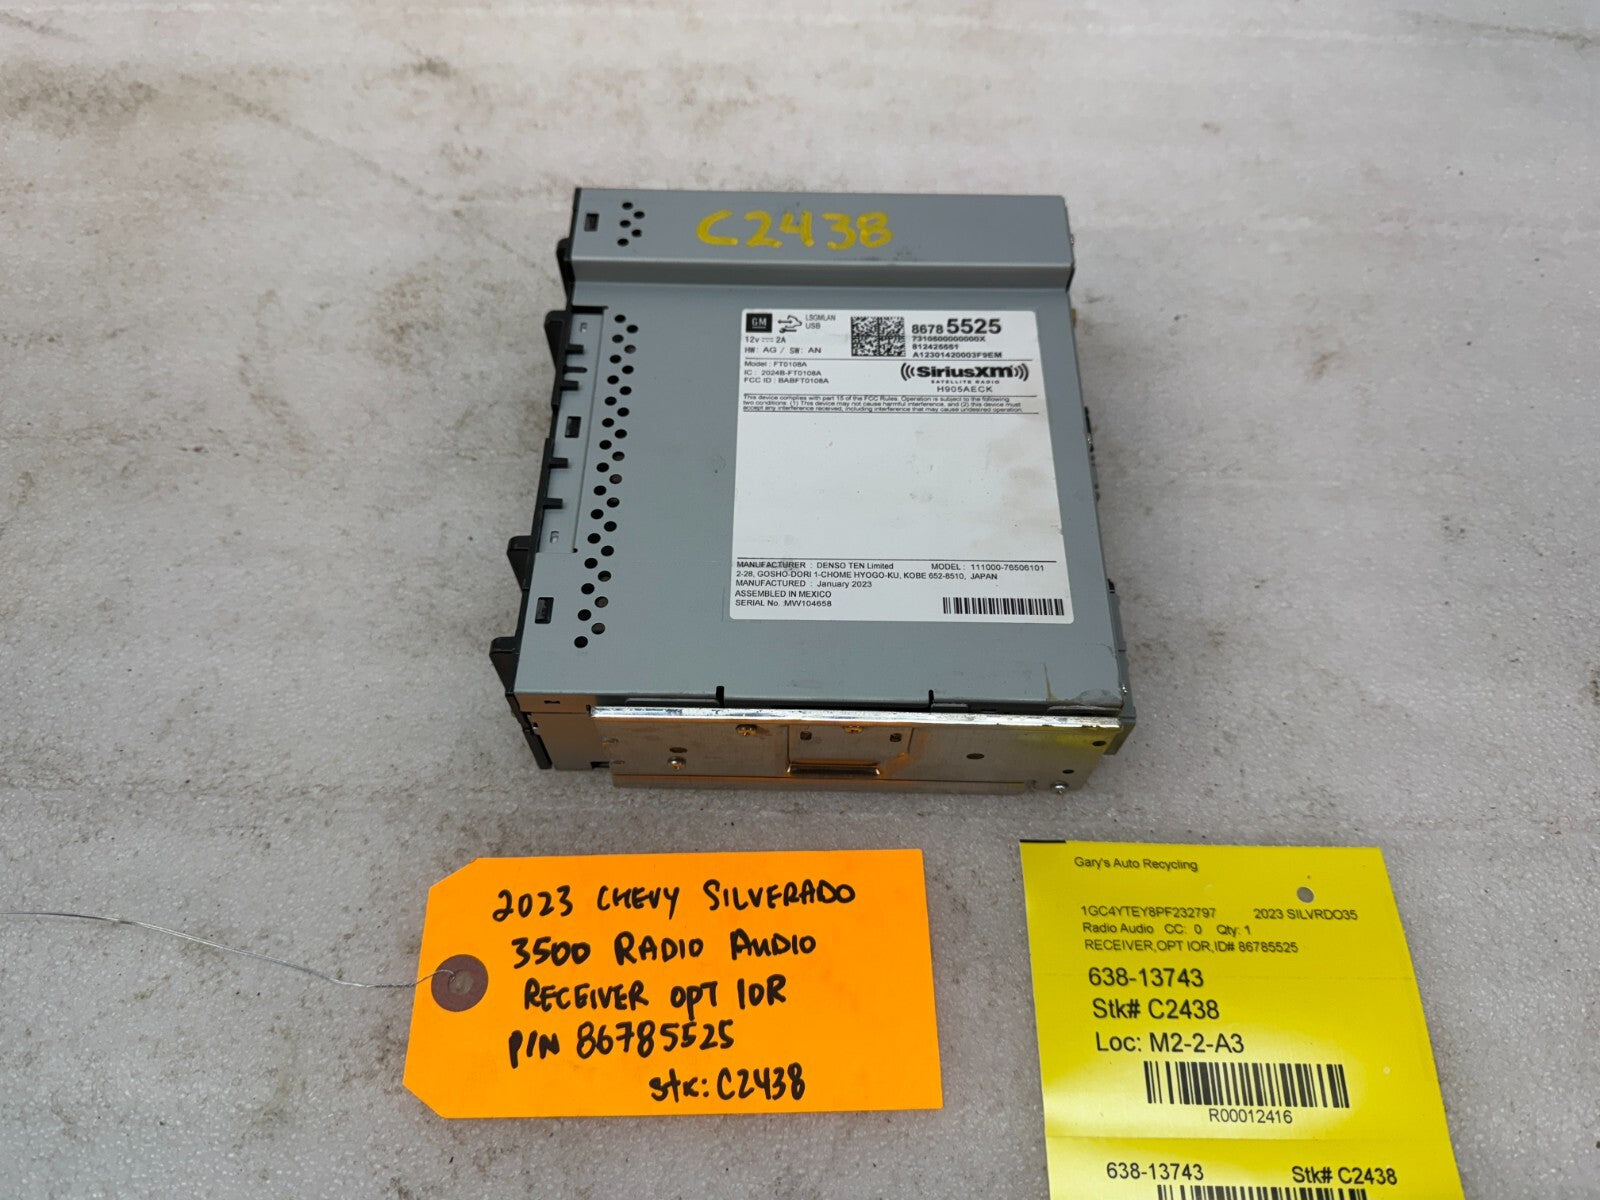 C2438
GM
LSGMLAN
USB
12v 2A
HW: AG / SW: AN
8678 5525
7310600000000X
812425551
A12301420003F9EM
Model : FT0108A
IC : 2024B-FT0108A
FCC ID : BABFT0108A
((SiriusXM))
SATELLITE RADIO
H905AECK
This device complies with part 15 of the FCC Rules. Operation is subject to the following
two conditions: (1) This device may not cause harmful interference, and (2) this device must
accept any interference received, including interference that may cause undesired operation.
MANUFACTURER : DENSO TEN Limited MODEL : 111000-76506101
2-28, GOSHO-DORI 1-CHOME HYOGO-KU, KOBE 652-8510, JAPAN
MANUFACTURED : January 2023
ASSEMBLED IN MEXICO
SERIAL No. :MW104658
2023 CHEVY SILVERADO
3500 RADIO AUDIO
RECEIVER OPT IOR
P/N 86785525
Stk: C2438
Gary's Auto Recycling
1GC4YTEY8PF232797 2023 SILVRDO35
Radio Audio CC: 0 Qty: 1
RECEIVER,OPT IOR,ID# 86785525
638-13743
Stk# C2438
Loc: M2-2-A3
R00012416
638-13743 Stk# C2438